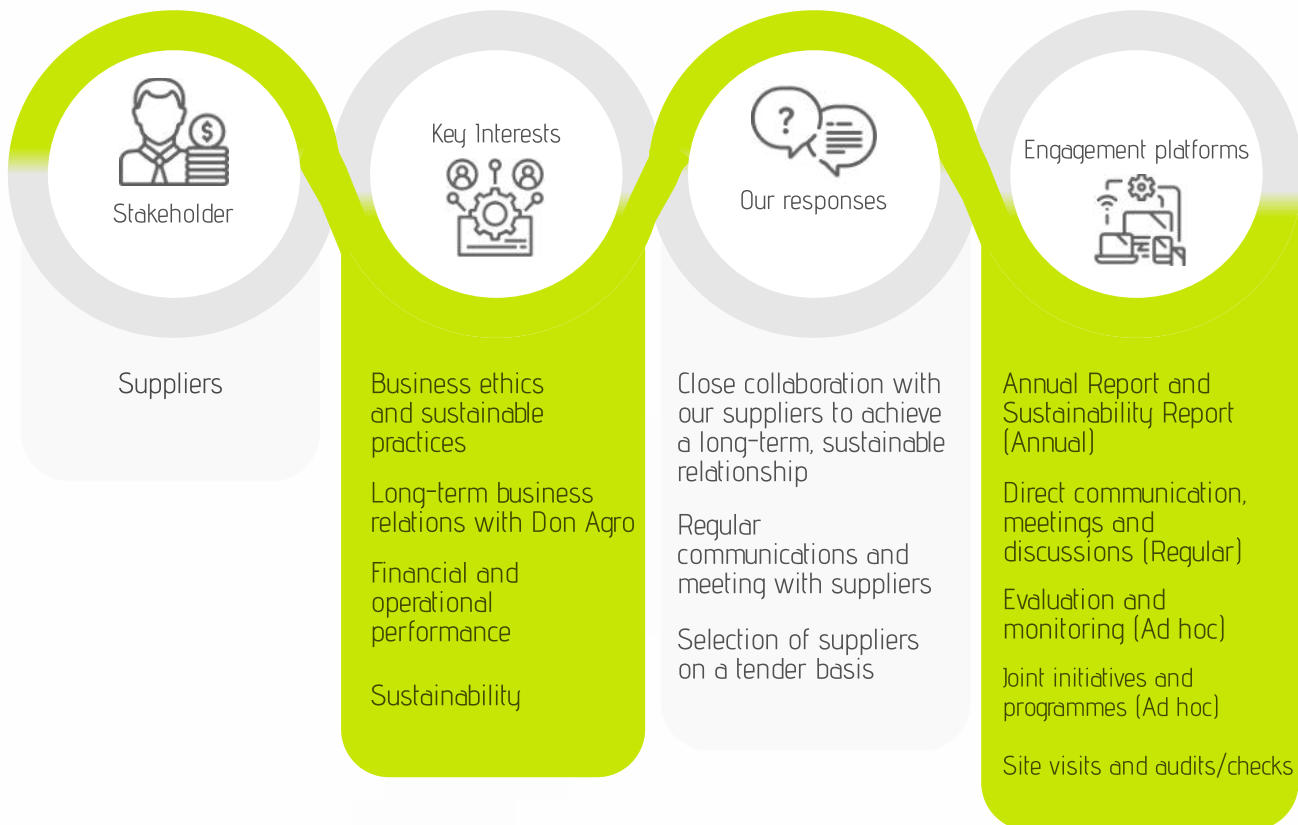 Stakeholder
Suppliers
Key Interests
Business ethics
and sustainable
practices
Long-term business
relations with Don Agro
Financial and
operational
performance
Sustainability
?
Our responses
Close collaboration with
our suppliers to achieve
a long-term, sustainable
relationship
Regular
communications and
meeting with suppliers
Selection of suppliers
on a tender basis
Engagement platforms
Annual Report and
Sustainability Report
(Annual)
Direct communication,
meetings and
discussions (Regular)
Evaluation and
monitoring (Ad hoc)
Joint initiatives and
programmes (Ad hoc)
Site visits and audits/checks